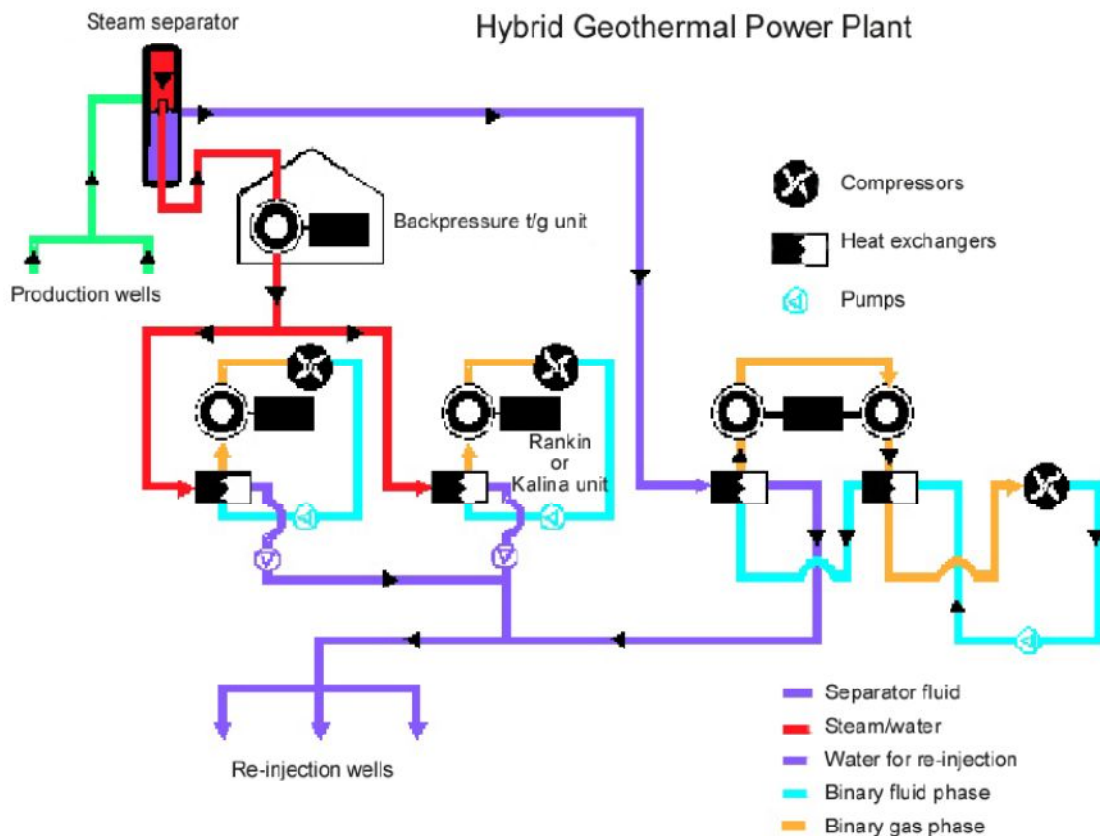 Steam separator
Hybrid Geothermal Power Plant
Backpressure t/g unit
Compressors
Heat exchangers
Pumps
Production wells
Rankin
or
Kalina unit
Re-injection wells
Separator fluid
Steam/water
Water for re-injection
Binary fluid phase
Binary gas phase